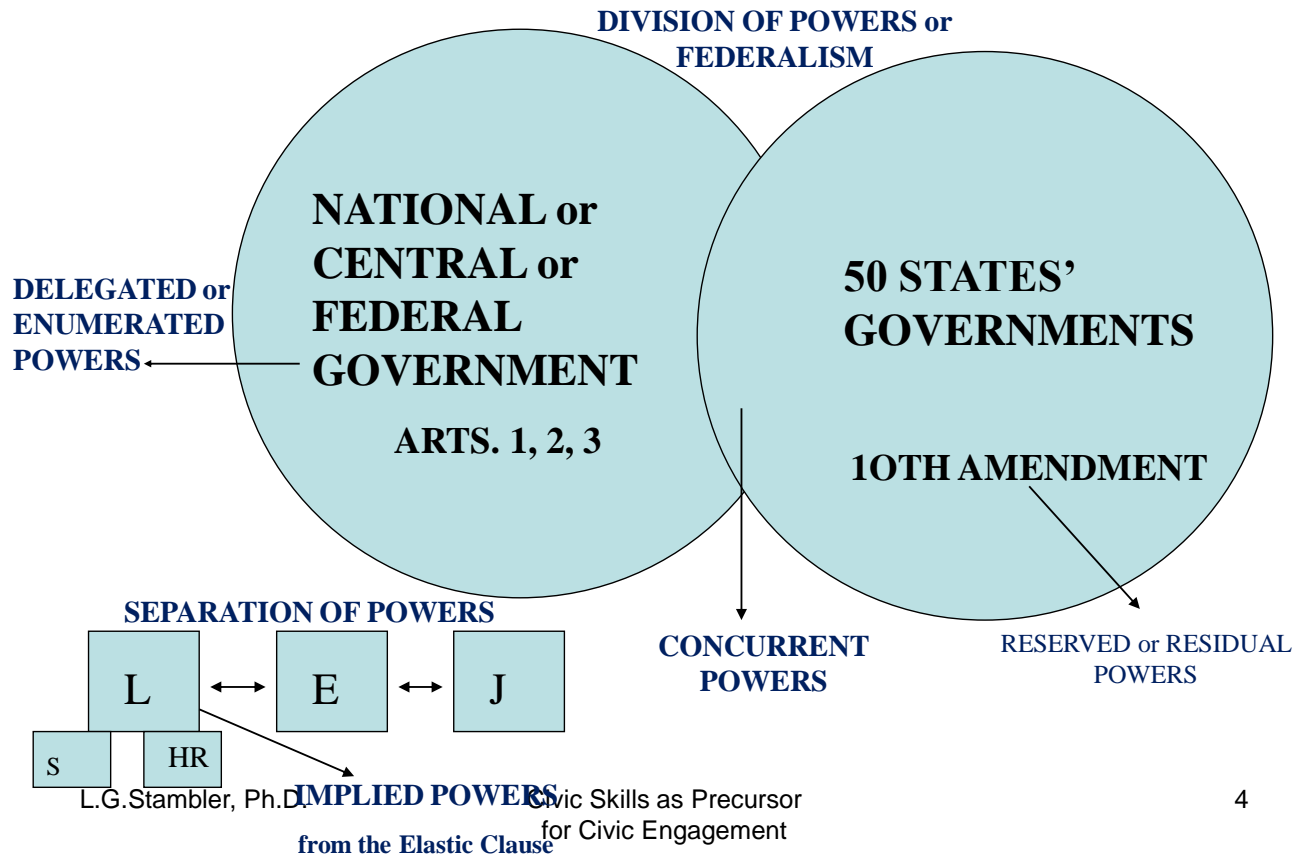 DIVISION OF POWERS or
FEDERALISM
NATIONAL or
CENTRAL or
FEDERAL
GOVERNMENT
ARTS. 1, 2, 3
50 STATES’
GOVERNMENTS
1OTH AMENDMENT
DELEGATED or
ENUMERATED
POWERS
SEPARATION OF POWERS
L
E
J
S
HR
CONCURRENT
POWERS
RESERVED or RESIDUAL
POWERS
IMPLIED POWERS
from the Elastic Clause
L.G.Stambler, Ph.D.
Civic Skills as Precursor
for Civic Engagement
4